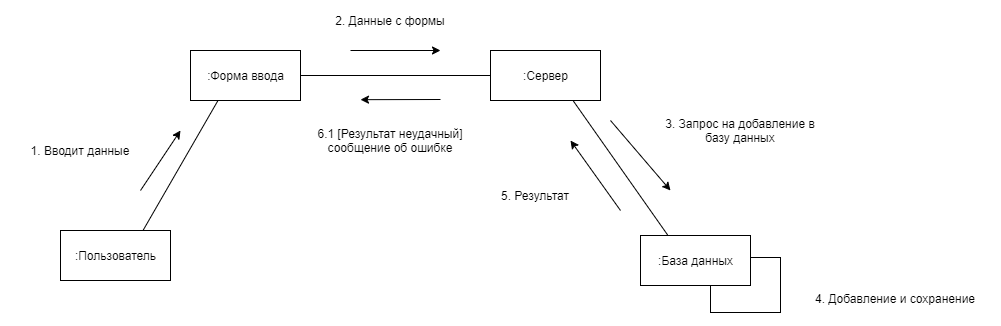 2. Данные с формы
:Форма ввода
:Сервер
6.1 [Результат неудачный]
сообщение об ошибке
3. Запрос на добавление в
базу данных
1. Вводит данные
5. Результат
:Пользователь
:База данных
4. Добавление и сохранение